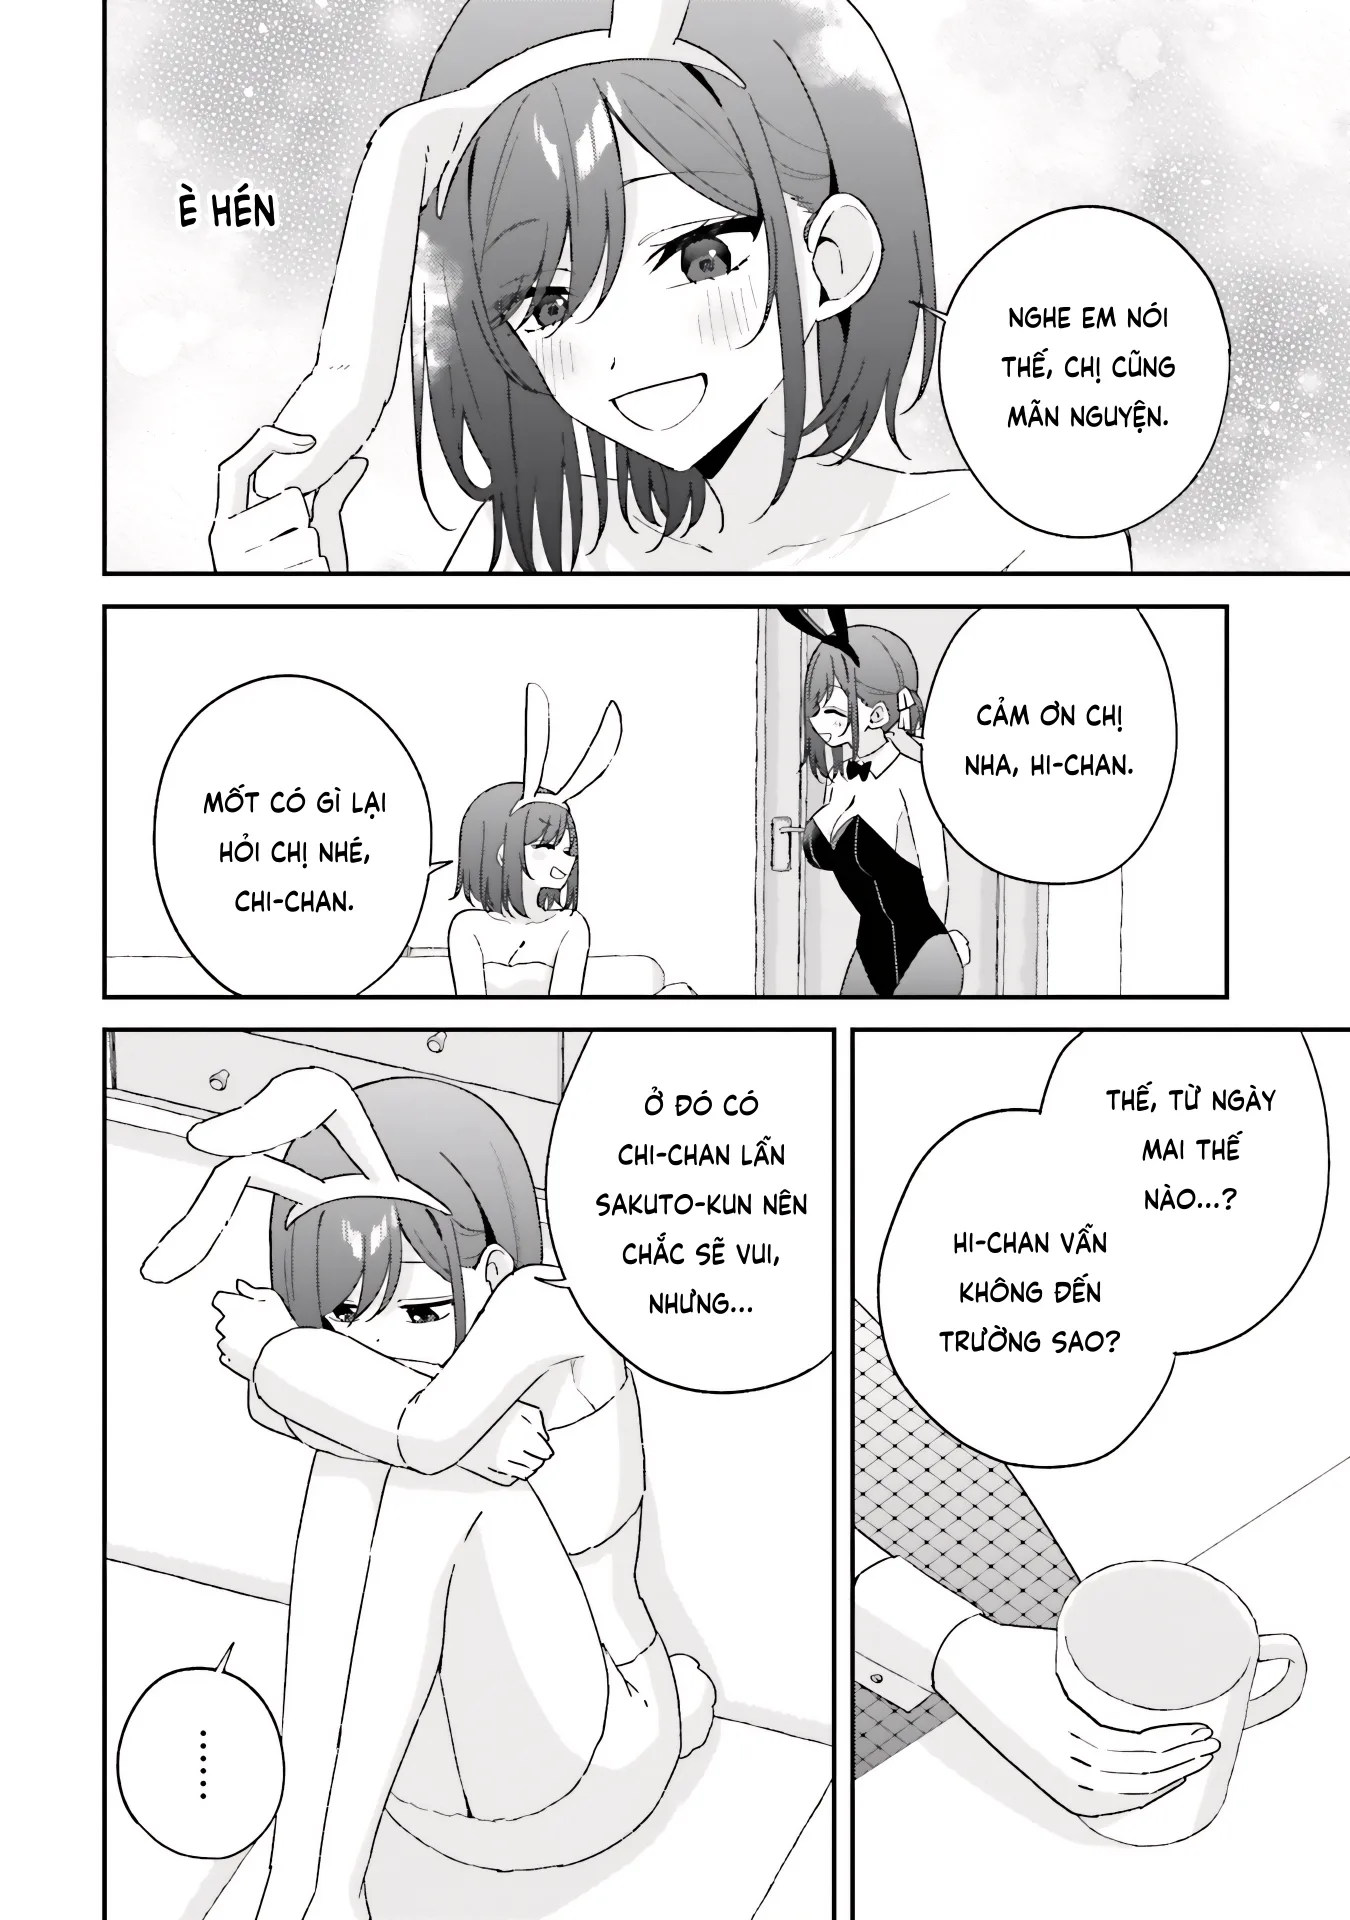 NGHE EM NÓI
THẾ, CHỊ CŨNG
MÃN NGUYỆN.
È HÉN
CẢM ƠN CHỊ
NHA, HI-CHAN.
MỐT CÓ GÌ LẠI
HỎI CHỊ NHÉ,
CHI-CHAN.
THẾ, TỪ NGÀY
MAI THẾ
NÀO...?
HI-CHAN VẪN
KHÔNG ĐẾN
TRƯỜNG SAO?
Ở ĐÓ CÓ
CHI-CHAN LẪN
SAKUTO-KUN NÊN
CHẮC SẼ VUI,
NHƯNG...
......